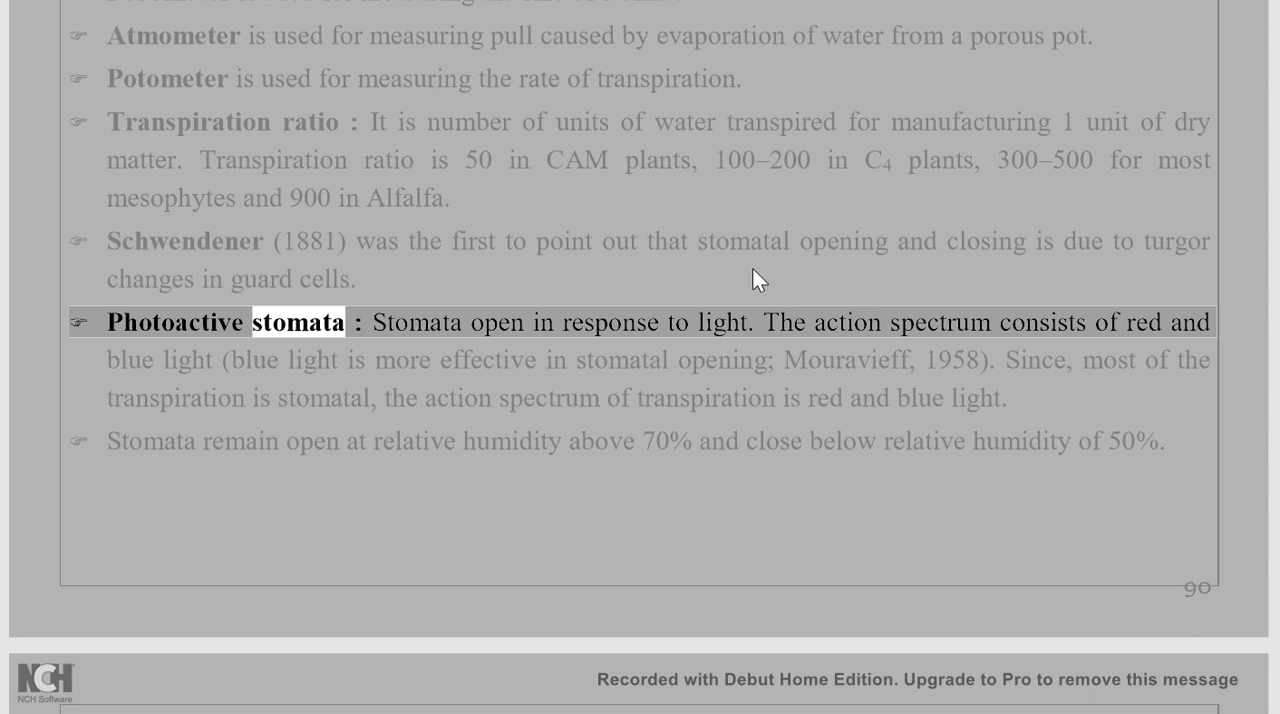 ☞ Atmometer is used for measuring pull caused by evaporation of water from a porous pot.
☞ Potometer is used for measuring the rate of transpiration.
☞ Transpiration ratio : It is number of units of water transpired for manufacturing 1 unit of dry
matter. Transpiration ratio is 50 in CAM plants, 100–200 in C₄ plants, 300–500 for most
mesophytes and 900 in Alfalfa.
☞ Schwendener (1881) was the first to point out that stomatal opening and closing is due to turgor
changes in guard cells.
☞ Photoactive stomata : Stomata open in response to light. The action spectrum consists of red and
blue light (blue light is more effective in stomatal opening; Mouravieff, 1958). Since, most of the
transpiration is stomatal, the action spectrum of transpiration is red and blue light.
☞ Stomata remain open at relative humidity above 70% and close below relative humidity of 50%.
90
NCH
NCH Software
Recorded with Debut Home Edition. Upgrade to Pro to remove this message